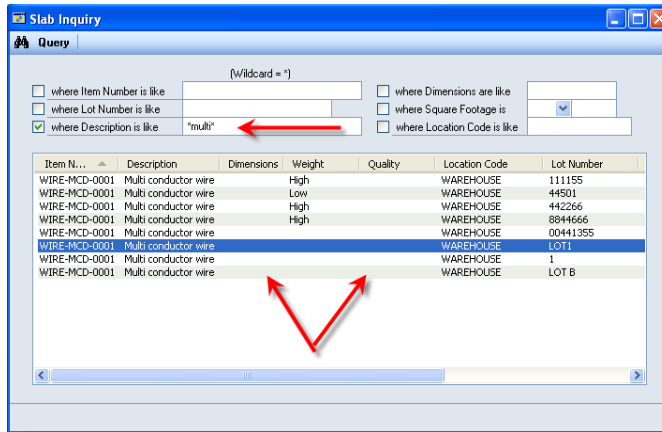 Slab Inquiry
Query
(Wildcard = *)
where Item Number is like where Dimensions are like
where Lot Number is like where Square Footage is
where Description is like *multi* where Location Code is like
Item N... Description Dimensions Weight Quality Location Code Lot Number
WIRE-MCD-0001 Multi conductor wire High WAREHOUSE 111155
WIRE-MCD-0001 Multi conductor wire Low WAREHOUSE 44501
WIRE-MCD-0001 Multi conductor wire High WAREHOUSE 442266
WIRE-MCD-0001 Multi conductor wire High WAREHOUSE 8844666
WIRE-MCD-0001 Multi conductor wire WAREHOUSE 00441355
WIRE-MCD-0001 Multi conductor wire WAREHOUSE LOT1
WIRE-MCD-0001 Multi conductor wire WAREHOUSE 1
WIRE-MCD-0001 Multi conductor wire WAREHOUSE LOT B